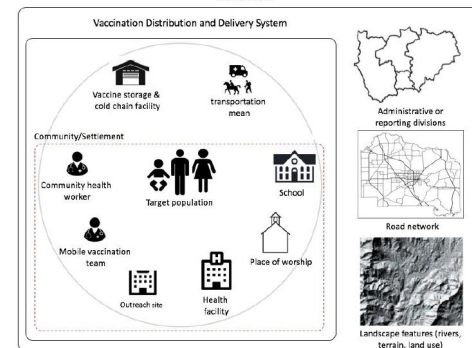 Vaccination Distribution and Delivery System
Vaccine storage &
cold chain facility
transportation
mean
Community/Settlement
Community health
worker
Target population
School
Mobile vaccination
team
Place of worship
Outreach site
Health
facility
Administrative or
reporting divisions
Road network
Landscape features (rivers,
terrain, land use)